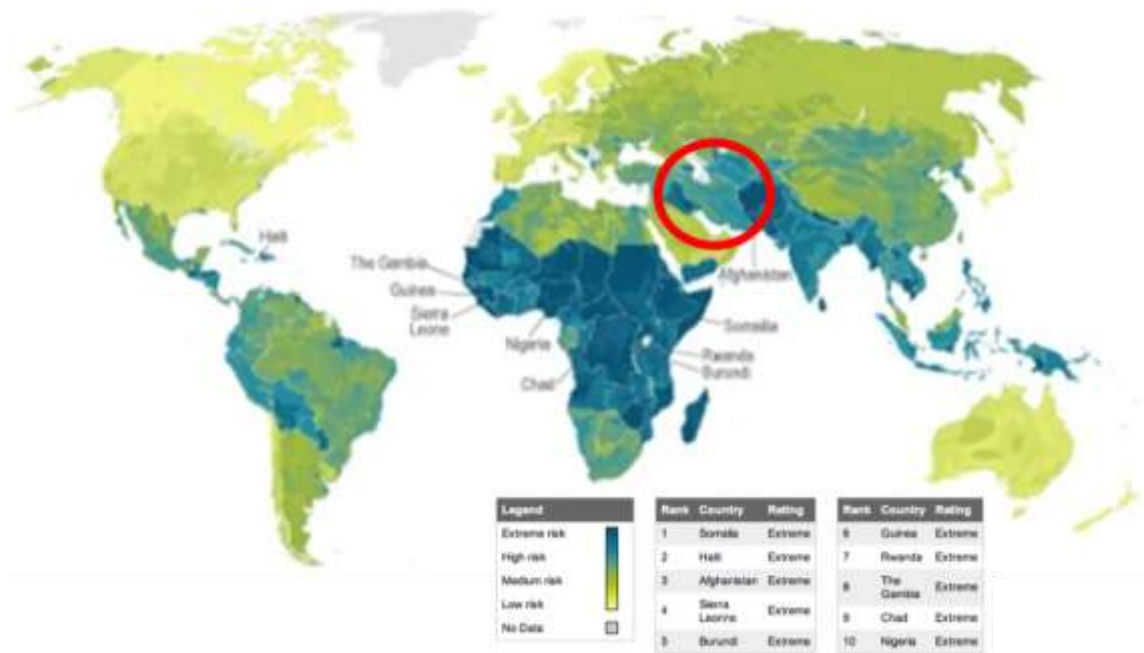 Haiti
The Gambia
Guinea
Sierra
Leone
Nigeria
Chad
Afghanistan
Somalia
Rwanda
Burundi
Legend
Extreme risk
High risk
Medium risk
Low risk
No Data
Rank Country Rating
1 Somalia Extreme
2 Haiti Extreme
3 Afghanistan Extreme
4 Sierra
Leonne Extreme
5 Burundi Extreme
Rank Country Rating
6 Guinea Extreme
7 Rwanda Extreme
8 The
Gambia Extreme
9 Chad Extreme
10 Nigeria Extreme